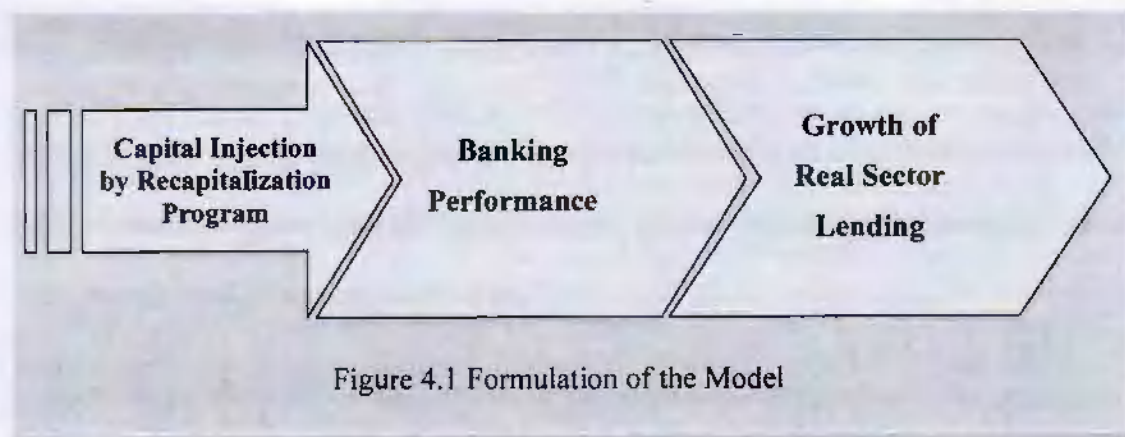 Capital Injection
by Recapitalization
Program
Banking
Performance
Growth of
Real Sector
Lending
Figure 4.1 Formulation of the Model